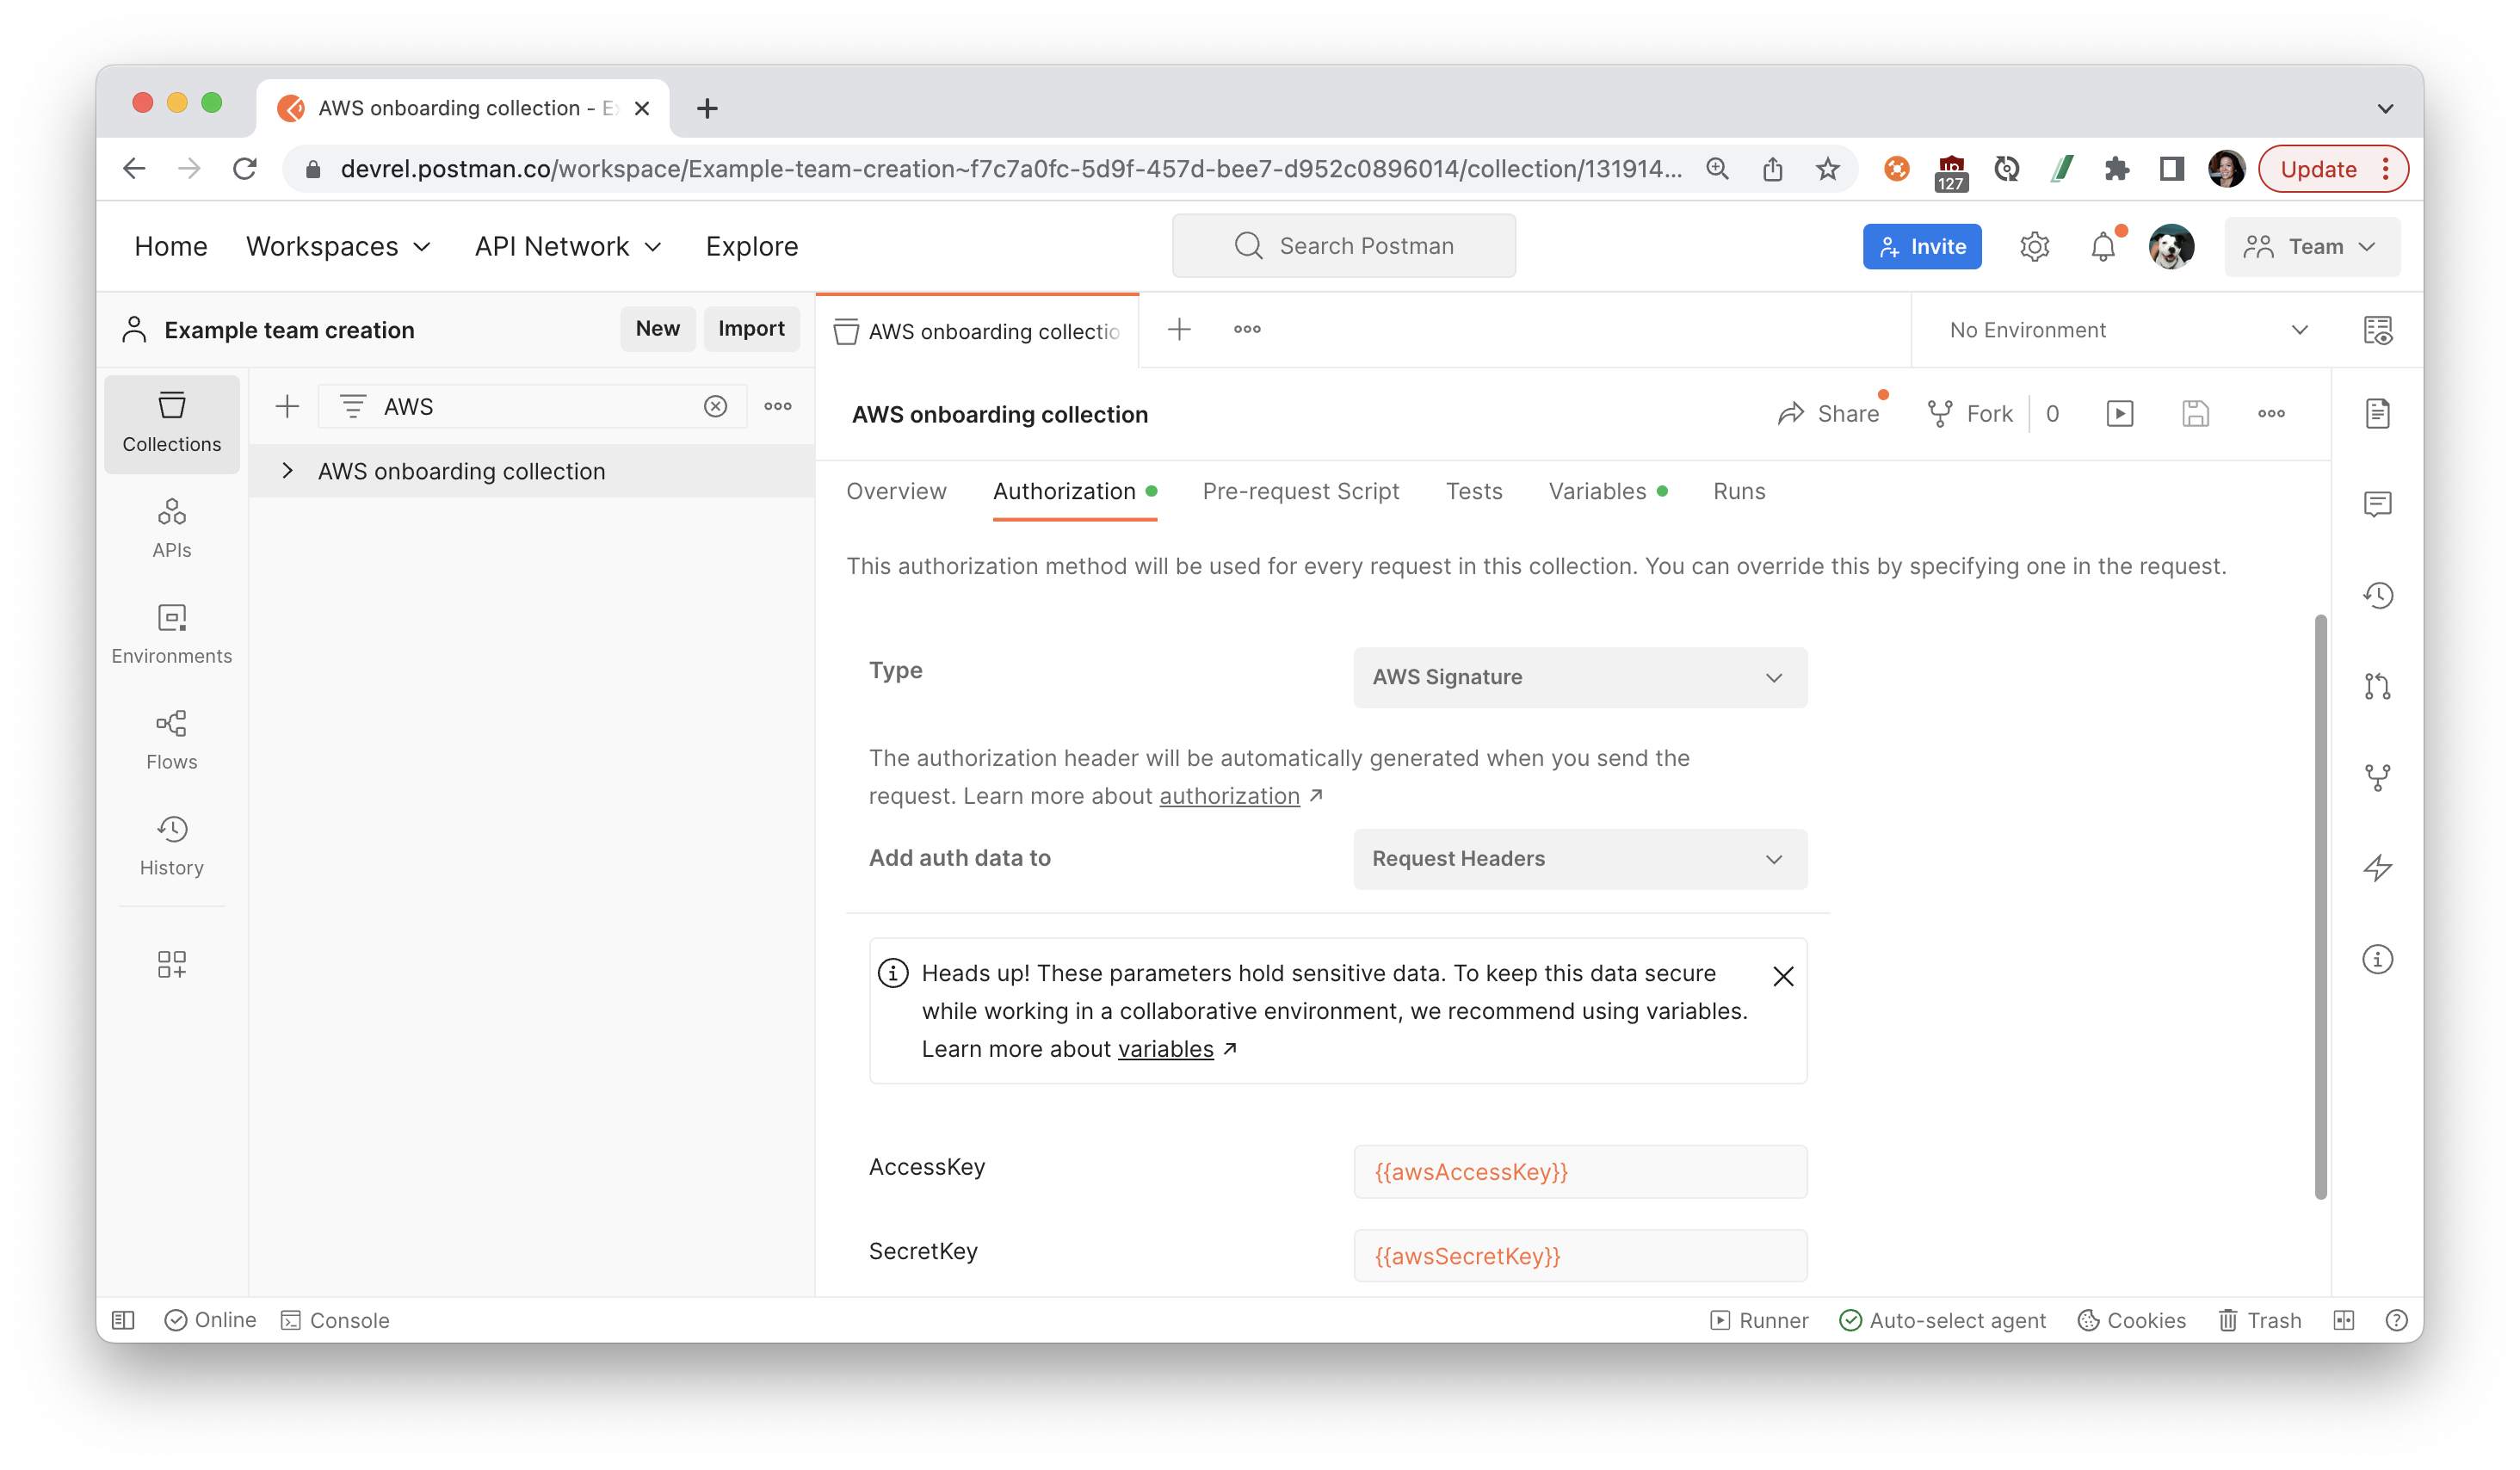 AWS onboarding collection - Ex
devrel.postman.co/workspace/Example-team-creation~f7c7a0fc-5d9f-457d-bee7-d952c0896014/collection/131914...
127
Update
Home
Workspaces
API Network
Explore
Search Postman
Invite
Team
Example team creation
New
Import
AWS onboarding collectio
No Environment
Collections
AWS
AWS onboarding collection
APIs
Environments
Flows
History
AWS onboarding collection
Share
Fork
0
Overview
Authorization
Pre-request Script
Tests
Variables
Runs
This authorization method will be used for every request in this collection. You can override this by specifying one in the request.
Type
AWS Signature
The authorization header will be automatically generated when you send the
request. Learn more about authorization ↗
Add auth data to
Request Headers
Heads up! These parameters hold sensitive data. To keep this data secure
while working in a collaborative environment, we recommend using variables.
Learn more about variables ↗
AccessKey
{{awsAccessKey}}
SecretKey
{{awsSecretKey}}
Online
Console
Runner
Auto-select agent
Cookies
Trash